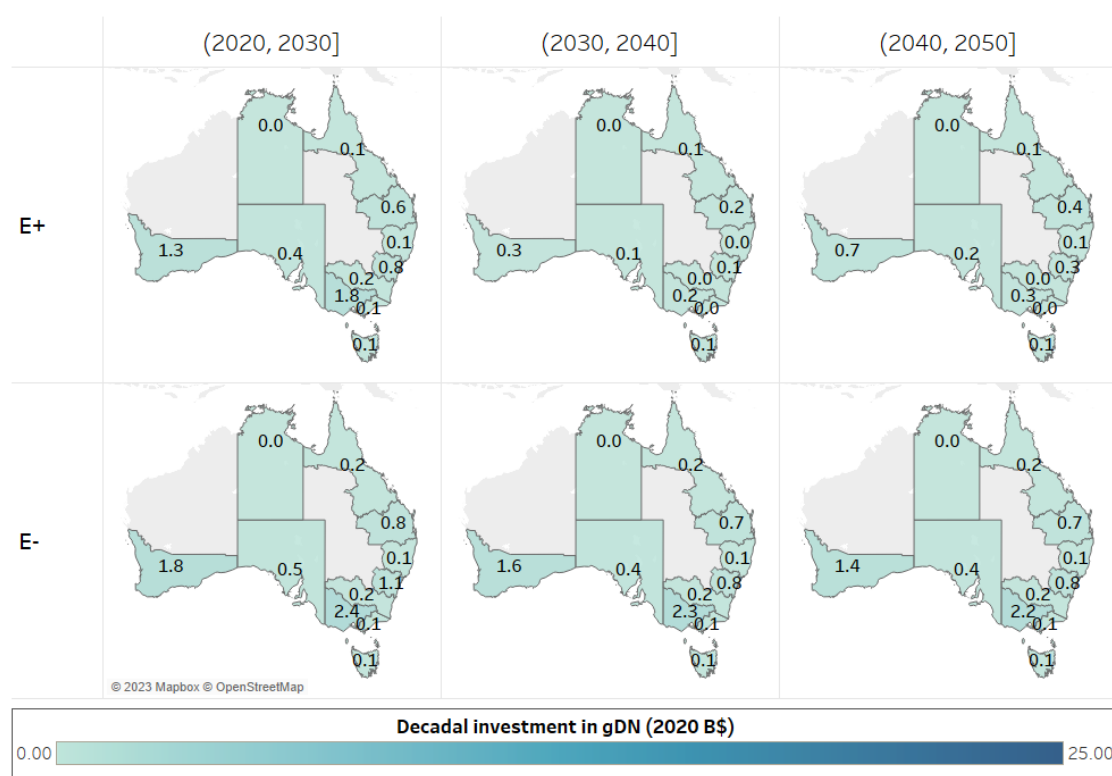 (2020, 2030] (2030, 2040] (2040, 2050]
E+
0.0 0.0 0.0
0.1 0.1 0.1
0.6 0.2 0.4
0.1 0.0 0.1
1.3 0.4 0.8 0.3 0.1 0.1 0.7 0.2 0.3
0.2 0.0 0.0
1.8 0.2 0.3
0.1 0.0 0.0
0.1 0.1 0.1
E-
0.0 0.0 0.0
0.2 0.2 0.2
0.8 0.7 0.7
0.1 0.1 0.1
1.8 0.5 1.1 1.6 0.4 0.8 1.4 0.4 0.8
0.2 0.2 0.2
2.4 2.3 2.2
0.1 0.1 0.1
0.1 0.1 0.1
© 2023 Mapbox © OpenStreetMap
Decadal investment in gDN (2020 B$)
0.00 25.00